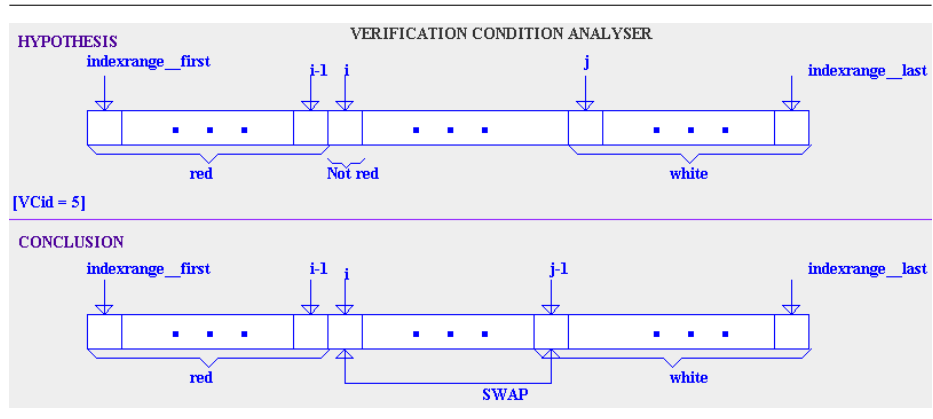 VERIFICATION CONDITION ANALYSER
HYPOTHESIS
indexrange__first i-1 i j indexrange__last
red Not red white
[VCid = 5]
CONCLUSION
indexrange__first i-1 i j-1 indexrange__last
red white
SWAP